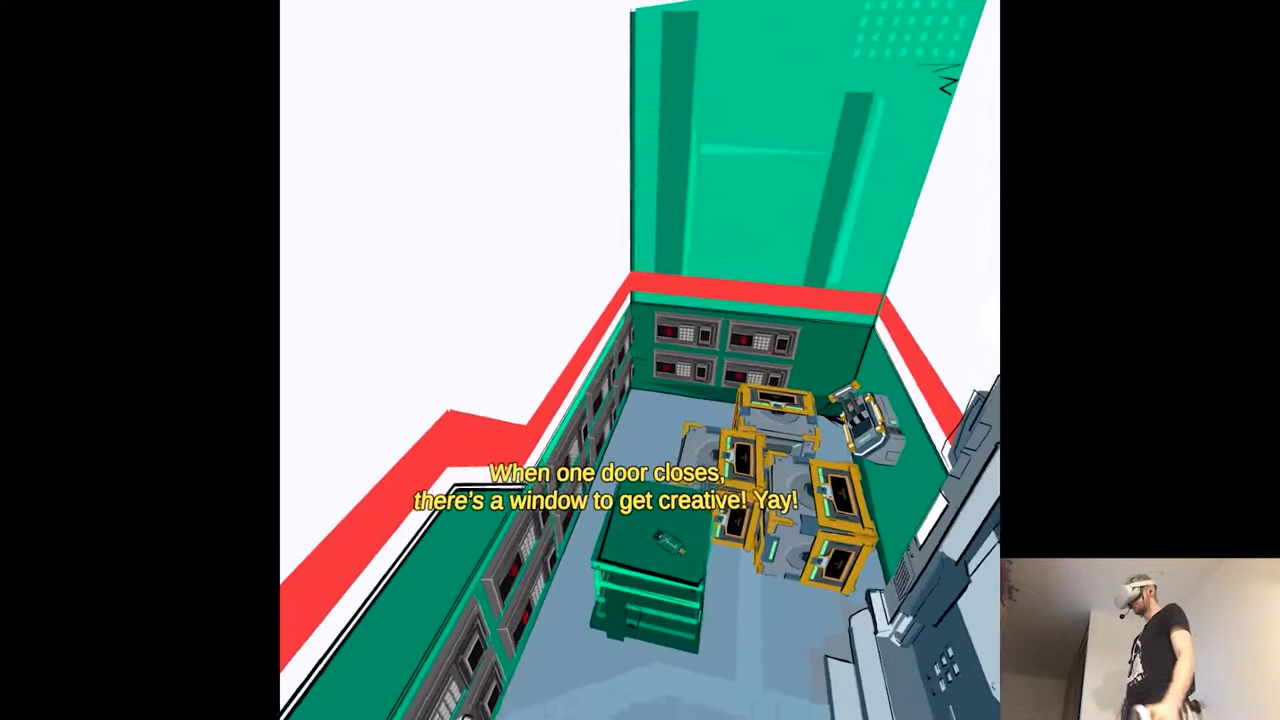 When one door closes,
there's a window to get creative! Yay!